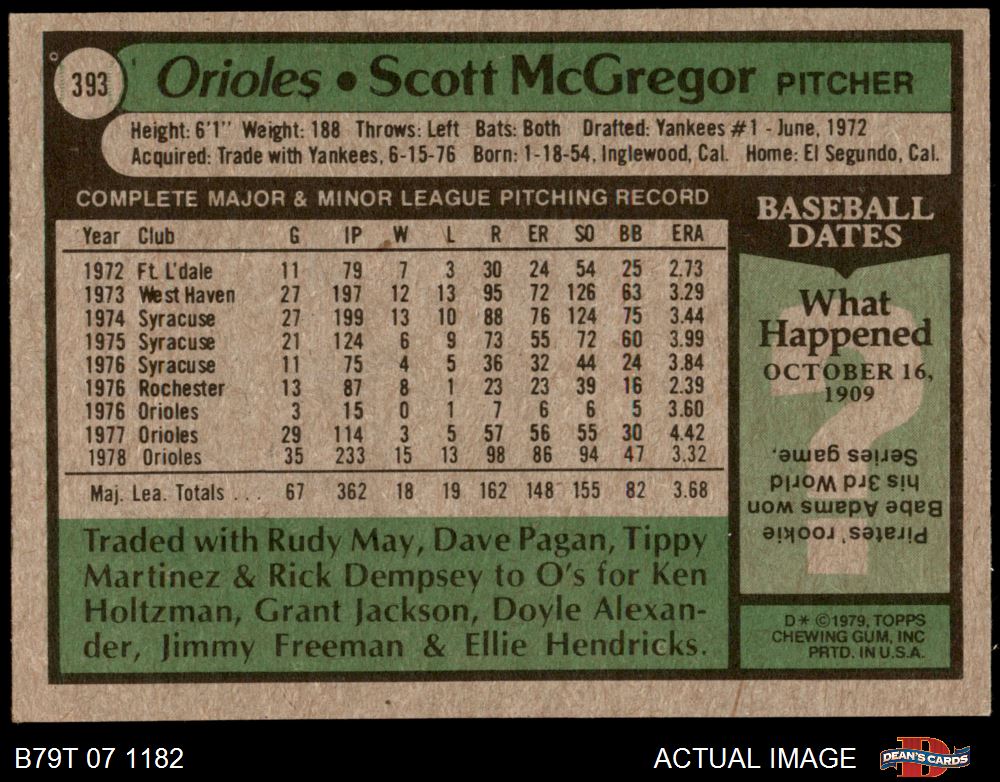 393
Orioles • Scott McGregor PITCHER
Height: 6'1" Weight: 188 Throws: Left Bats: Both Drafted: Yankees #1 - June, 1972
Acquired: Trade with Yankees, 6-15-76 Born: 1-18-54, Inglewood, Cal. Home: El Segundo, Cal.
COMPLETE MAJOR & MINOR LEAGUE PITCHING RECORD
Year Club G IP W L R ER SO BB ERA
1972 Ft. L'dale 11 79 7 3 30 24 54 25 2.73
1973 West Haven 27 197 12 13 95 72 126 63 3.29
1974 Syracuse 27 199 13 10 88 76 124 75 3.44
1975 Syracuse 21 124 6 9 73 55 72 60 3.99
1976 Syracuse 11 75 4 5 36 32 44 24 3.84
1976 Rochester 13 87 8 1 23 23 39 16 2.39
1976 Orioles 3 15 0 1 7 6 6 5 3.60
1977 Orioles 29 114 3 5 57 56 55 30 4.42
1978 Orioles 35 233 15 13 98 86 94 47 3.32
Maj. Lea. Totals . . . 67 362 18 19 162 148 155 82 3.68
Traded with Rudy May, Dave Pagan, Tippy
Martinez & Rick Dempsey to O's for Ken
Holtzman, Grant Jackson, Doyle Alexan-
der, Jimmy Freeman & Ellie Hendricks.
BASEBALL
DATES
What
Happened
OCTOBER 16,
1909
?
Pirates' rookie
Babe Adams won
his 3rd World
Series game.
D* ©1979, TOPPS
CHEWING GUM, INC
PRTD. IN U.S.A.
B79T 07 1182
ACTUAL IMAGE
DEAN'S CARDS